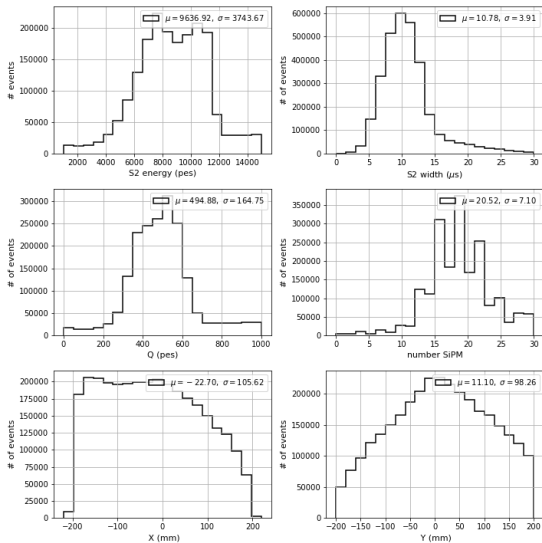 μ=9636.92, σ=3743.67
200000
150000
100000
50000
0
# of events
2000 4000 6000 8000 10000 12000 14000
S2 energy (pes)
μ=10.78, σ=3.91
600000
500000
400000
300000
200000
100000
0
# of events
0 5 10 15 20 25 30
S2 width (μs)
μ=494.88, σ=164.75
300000
250000
200000
150000
100000
50000
0
# of events
0 200 400 600 800 1000
Q (pes)
μ=20.52, σ=7.10
350000
300000
250000
200000
150000
100000
50000
0
# of events
0 5 10 15 20 25 30
number SiPM
μ=−22.70, σ=105.62
200000
175000
150000
125000
100000
75000
50000
25000
0
# of events
−200 −100 0 100 200
X (mm)
μ=11.10, σ=98.26
200000
150000
100000
50000
0
# of events
−200 −150 −100 −50 0 50 100 150 200
Y (mm)